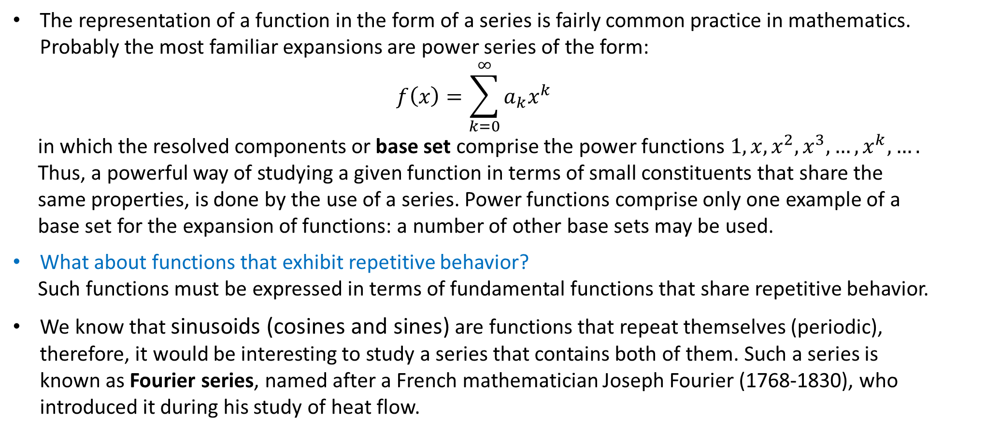 • The representation of a function in the form of a series is fairly common practice in mathematics.
Probably the most familiar expansions are power series of the form:
f(x) = ∑_{k=0}^{∞} a_k x^k
in which the resolved components or base set comprise the power functions 1, x, x², x³, …, x^k, ….
Thus, a powerful way of studying a given function in terms of small constituents that share the
same properties, is done by the use of a series. Power functions comprise only one example of a
base set for the expansion of functions: a number of other base sets may be used.
• What about functions that exhibit repetitive behavior?
Such functions must be expressed in terms of fundamental functions that share repetitive behavior.
• We know that sinusoids (cosines and sines) are functions that repeat themselves (periodic),
therefore, it would be interesting to study a series that contains both of them. Such a series is
known as Fourier series, named after a French mathematician Joseph Fourier (1768-1830), who
introduced it during his study of heat flow.